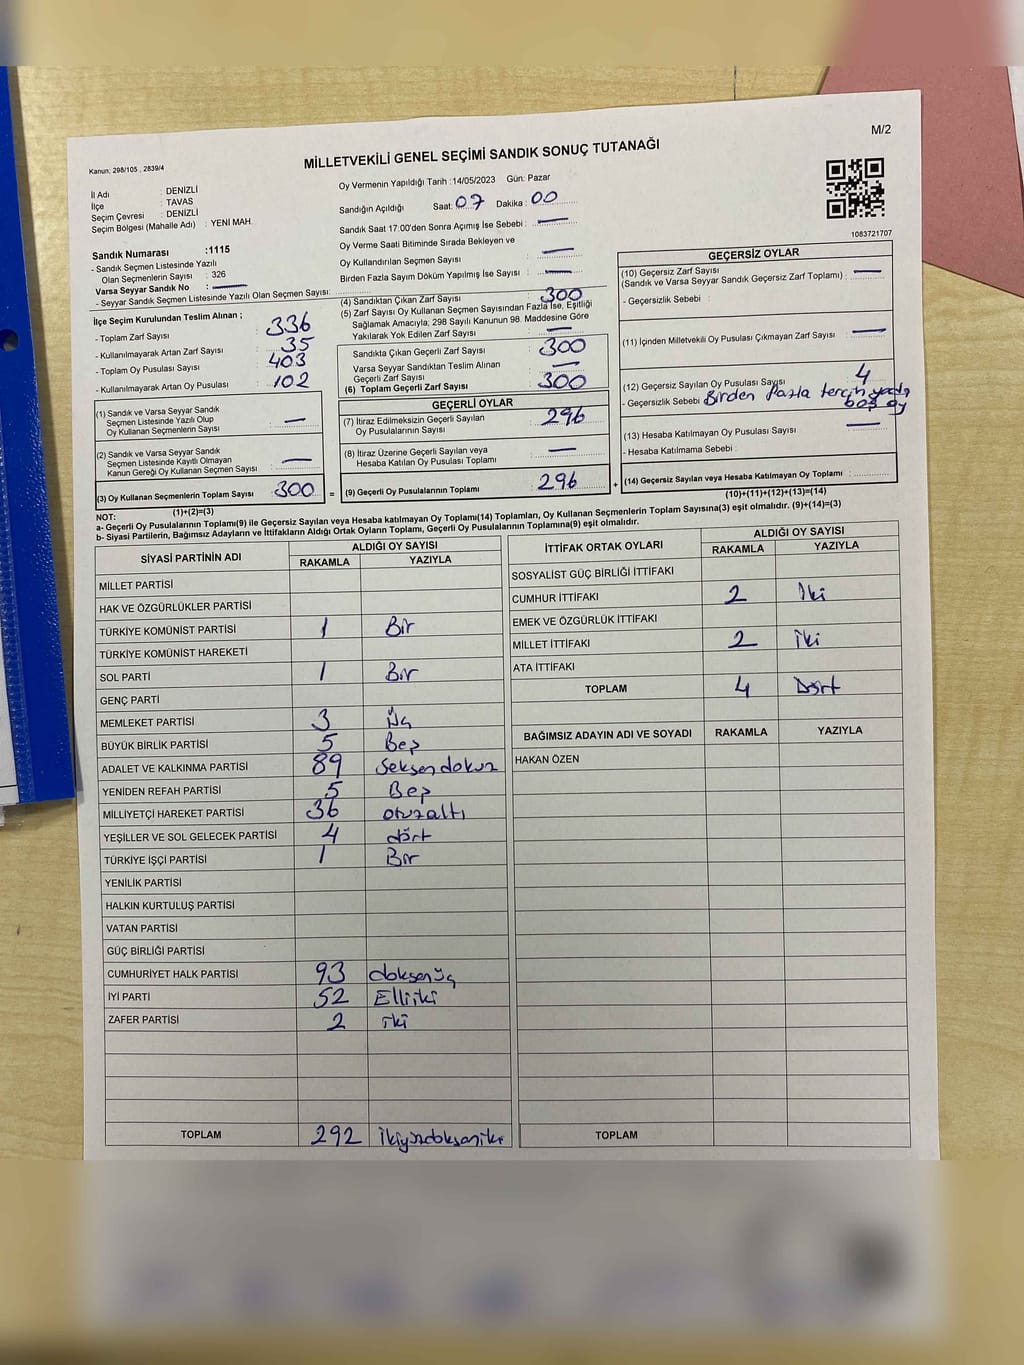 M/2
Kanun: 298/105 , 2839/4
MİLLETVEKİLİ GENEL SEÇİMİ SANDIK SONUÇ TUTANAĞI
İl Adı : DENİZLİ
İlçe : TAVAS
Seçim Çevresi : DENİZLİ
Seçim Bölgesi (Mahalle Adı) : YENİ MAH.
Sandık Numarası :1115
- Sandık Seçmen Listesinde Yazılı
Olan Seçmenlerin Sayısı : 326
Varsa Seyyar Sandık No : —
- Seyyar Sandık Seçmen Listesinde Yazılı Olan Seçmen Sayısı:
Oy Vermenin Yapıldığı Tarih :14/05/2023 Gün: Pazar
Sandığın Açıldığı Saat: 07 Dakika : 00
Sandık Saat 17:00'den Sonra Açımış İse Sebebi : —
Oy Verme Saati Bitiminde Sırada Bekleyen ve
Oy Kullandırılan Seçmen Sayısı : —
Birden Fazla Sayım Döküm Yapılmış İse Sayısı : —
1083721707
İlçe Seçim Kurulundan Teslim Alınan ;
- Toplam Zarf Sayısı : 336
- Kullanılmayarak Artan Zarf Sayısı : 35
- Toplam Oy Pusulası Sayısı : 403
- Kullanılmayarak Artan Oy Pusulası : 102
(1) Sandık ve Varsa Seyyar Sandık
Seçmen Listesinde Yazılı Olup
Oy Kullanan Seçmenlerin Sayısı : —
(2) Sandık ve Varsa Seyyar Sandık
Seçmen Listesinde Kayıtlı Olmayan
Kanun Gereği Oy Kullanan Seçmen Sayısı : —
(3) Oy Kullanan Seçmenlerin Toplam Sayısı 300 =
(1)+(2)=(3)
(4) Sandıktan Çıkan Zarf Sayısı : 300
(5) Zarf Sayısı Oy Kullanan Seçmen Sayısından Fazla İse, Eşitliği
Sağlamak Amacıyla; 298 Sayılı Kanunun 98. Maddesine Göre
Yakılarak Yok Edilen Zarf Sayısı : —
Sandıkta Çıkan Geçerli Zarf Sayısı : 300
Varsa Seyyar Sandıktan Teslim Alınan
Geçerli Zarf Sayısı : —
(6) Toplam Geçerli Zarf Sayısı : 300
GEÇERLİ OYLAR
(7) İtiraz Edilmeksizin Geçerli Sayılan
Oy Pusulalarının Sayısı : 296
(8) İtiraz Üzerine Geçerli Sayılan veya
Hesaba Katılan Oy Pusulası Toplamı : —
(9) Geçerli Oy Pusulalarının Toplamı : 296 +
GEÇERSİZ OYLAR
(10) Geçersiz Zarf Sayısı
(Sandık ve Varsa Seyyar Sandık Geçersiz Zarf Toplamı) : —
- Geçersizlik Sebebi :
(11) İçinden Milletvekili Oy Pusulası Çıkmayan Zarf Sayısı : —
(12) Geçersiz Sayılan Oy Pusulası Sayısı : 4
- Geçersizlik Sebebi : Birden fazla tercih
boş oy
(13) Hesaba Katılmayan Oy Pusulası Sayısı : —
- Hesaba Katılmama Sebebi :
(14) Geçersiz Sayılan veya Hesaba Katılmayan Oy Toplamı :
(10)+(11)+(12)+(13)=(14)
NOT:
a- Geçerli Oy Pusulalarının Toplamı(9) ile Geçersiz Sayılan veya Hesaba katılmayan Oy Toplamı(14) Toplamları, Oy Kullanan Seçmenlerin Toplam Sayısına(3) eşit olmalıdır. (9)+(14)=(3)
b- Siyasi Partilerin, Bağımsız Adayların ve İttifakların Aldığı Ortak Oyların Toplamı, Geçerli Oy Pusulalarının Toplamına(9) eşit olmalıdır.
SİYASİ PARTİNİN ADI ALDIĞI OY SAYISI
RAKAMLA YAZIYLA
MİLLET PARTİSİ
HAK VE ÖZGÜRLÜKLER PARTİSİ
TÜRKİYE KOMÜNİST PARTİSİ 1 Bir
TÜRKİYE KOMÜNİST HAREKETİ
SOL PARTİ 1 Bir
GENÇ PARTİ
MEMLEKET PARTİSİ 3 Üç
BÜYÜK BİRLİK PARTİSİ 5 Beş
ADALET VE KALKINMA PARTİSİ 89 Seksendokuz
YENİDEN REFAH PARTİSİ 5 Beş
MİLLİYETÇİ HAREKET PARTİSİ 36 otuzaltı
YEŞİLLER VE SOL GELECEK PARTİSİ 4 dört
TÜRKİYE İŞÇİ PARTİSİ 1 Bir
YENİLİK PARTİSİ
HALKIN KURTULUŞ PARTİSİ
VATAN PARTİSİ
GÜÇ BİRLİĞİ PARTİSİ
CUMHURİYET HALK PARTİSİ 93 doksanüç
İYİ PARTİ 52 Elliiki
ZAFER PARTİSİ 2 iki
TOPLAM 292 ikiyüzdoksaniki
İTTİFAK ORTAK OYLARI ALDIĞI OY SAYISI
RAKAMLA YAZIYLA
SOSYALİST GÜÇ BİRLİĞİ İTTİFAKI
CUMHUR İTTİFAKI 2 İki
EMEK VE ÖZGÜRLÜK İTTİFAKI
MİLLET İTTİFAKI 2 iki
ATA İTTİFAKI
TOPLAM 4 Dört
BAĞIMSIZ ADAYIN ADI VE SOYADI RAKAMLA YAZIYLA
HAKAN ÖZEN
TOPLAM